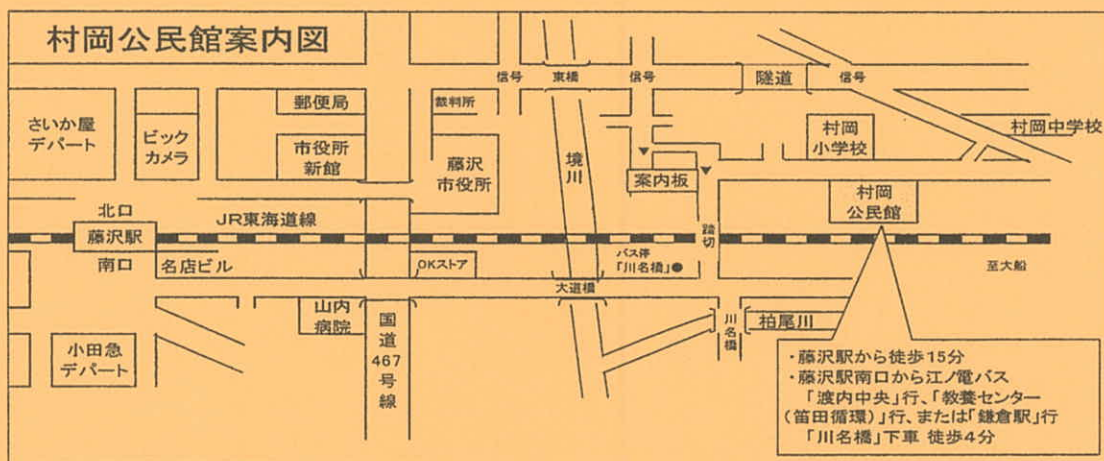 村岡公民館案内図
信号
東橋
信号
隧道
信号
さいか屋
デパート
ビック
カメラ
郵便局
市役所
新館
裁判所
藤沢
市役所
境川
案内板
村岡
小学校
村岡中学校
村岡
公民館
北口
JR東海道線
藤沢駅
踏切
南口
名店ビル
OKストア
バス停
「川名橋」●
至大船
大道橋
山内
病院
国道467号線
川名橋
柏尾川
小田急
デパート
・藤沢駅から徒歩15分
・藤沢駅南口から江ノ電バス
「渡内中央」行、「教養センター
(笛田循環)」行、または「鎌倉駅」行
「川名橋」下車 徒歩4分